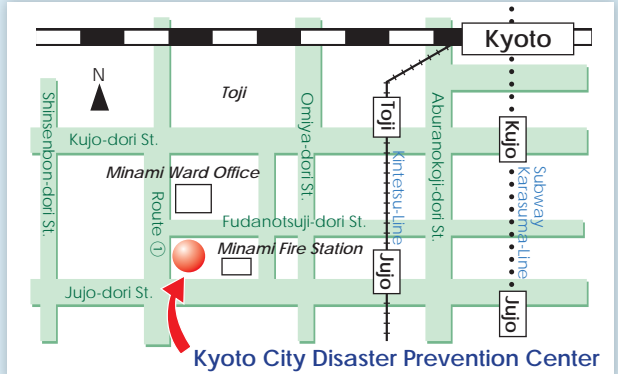 Kyoto
N
Toji
Shinsenbon-dori St.
Omiya-dori St.
Toji
Aburanokoji-dori St.
Kujo
Kujo-dori St.
Kintetsu-Line
Subway
Karasuma-Line
Minami Ward Office
Route ①
Fudanotsuji-dori St.
Minami Fire Station
Jujo
Jujo-dori St.
Jujo
Kyoto City Disaster Prevention Center